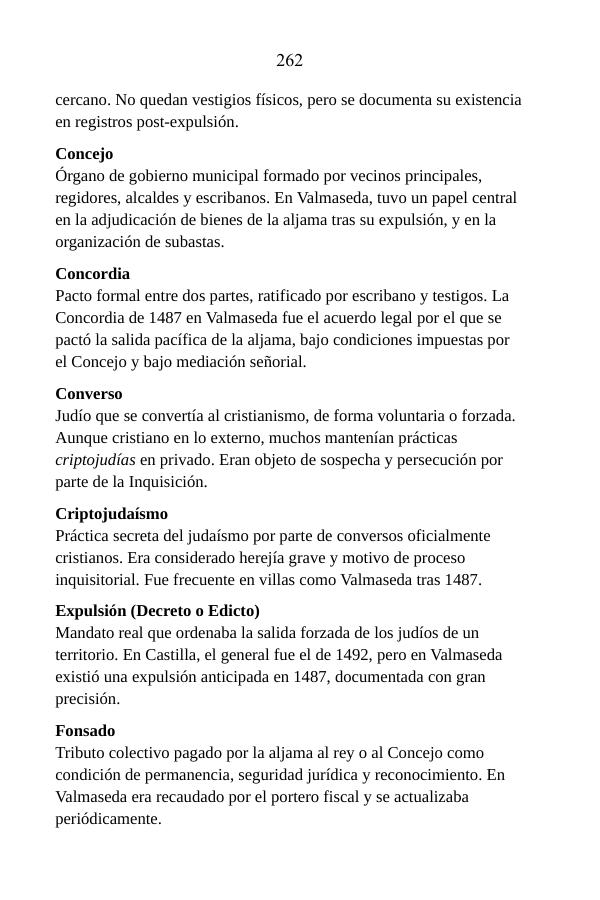 262
cercano. No quedan vestigios físicos, pero se documenta su existencia
en registros post-expulsión.
Concejo
Órgano de gobierno municipal formado por vecinos principales,
regidores, alcaldes y escribanos. En Valmaseda, tuvo un papel central
en la adjudicación de bienes de la aljama tras su expulsión, y en la
organización de subastas.
Concordia
Pacto formal entre dos partes, ratificado por escribano y testigos. La
Concordia de 1487 en Valmaseda fue el acuerdo legal por el que se
pactó la salida pacífica de la aljama, bajo condiciones impuestas por
el Concejo y bajo mediación señorial.
Converso
Judío que se convertía al cristianismo, de forma voluntaria o forzada.
Aunque cristiano en lo externo, muchos mantenían prácticas
criptojudías en privado. Eran objeto de sospecha y persecución por
parte de la Inquisición.
Criptojudaísmo
Práctica secreta del judaísmo por parte de conversos oficialmente
cristianos. Era considerado herejía grave y motivo de proceso
inquisitorial. Fue frecuente en villas como Valmaseda tras 1487.
Expulsión (Decreto o Edicto)
Mandato real que ordenaba la salida forzada de los judíos de un
territorio. En Castilla, el general fue el de 1492, pero en Valmaseda
existió una expulsión anticipada en 1487, documentada con gran
precisión.
Fonsado
Tributo colectivo pagado por la aljama al rey o al Concejo como
condición de permanencia, seguridad jurídica y reconocimiento. En
Valmaseda era recaudado por el portero fiscal y se actualizaba
periódicamente.